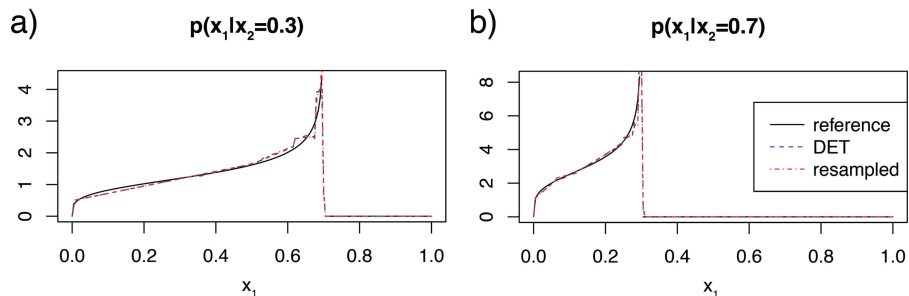 a)
p(x₁|x₂=0.3)
4
3
2
1
0
0.0 0.2 0.4 0.6 0.8 1.0
x₁
b)
p(x₁|x₂=0.7)
8
6
4
2
0
0.0 0.2 0.4 0.6 0.8 1.0
x₁
reference
DET
resampled